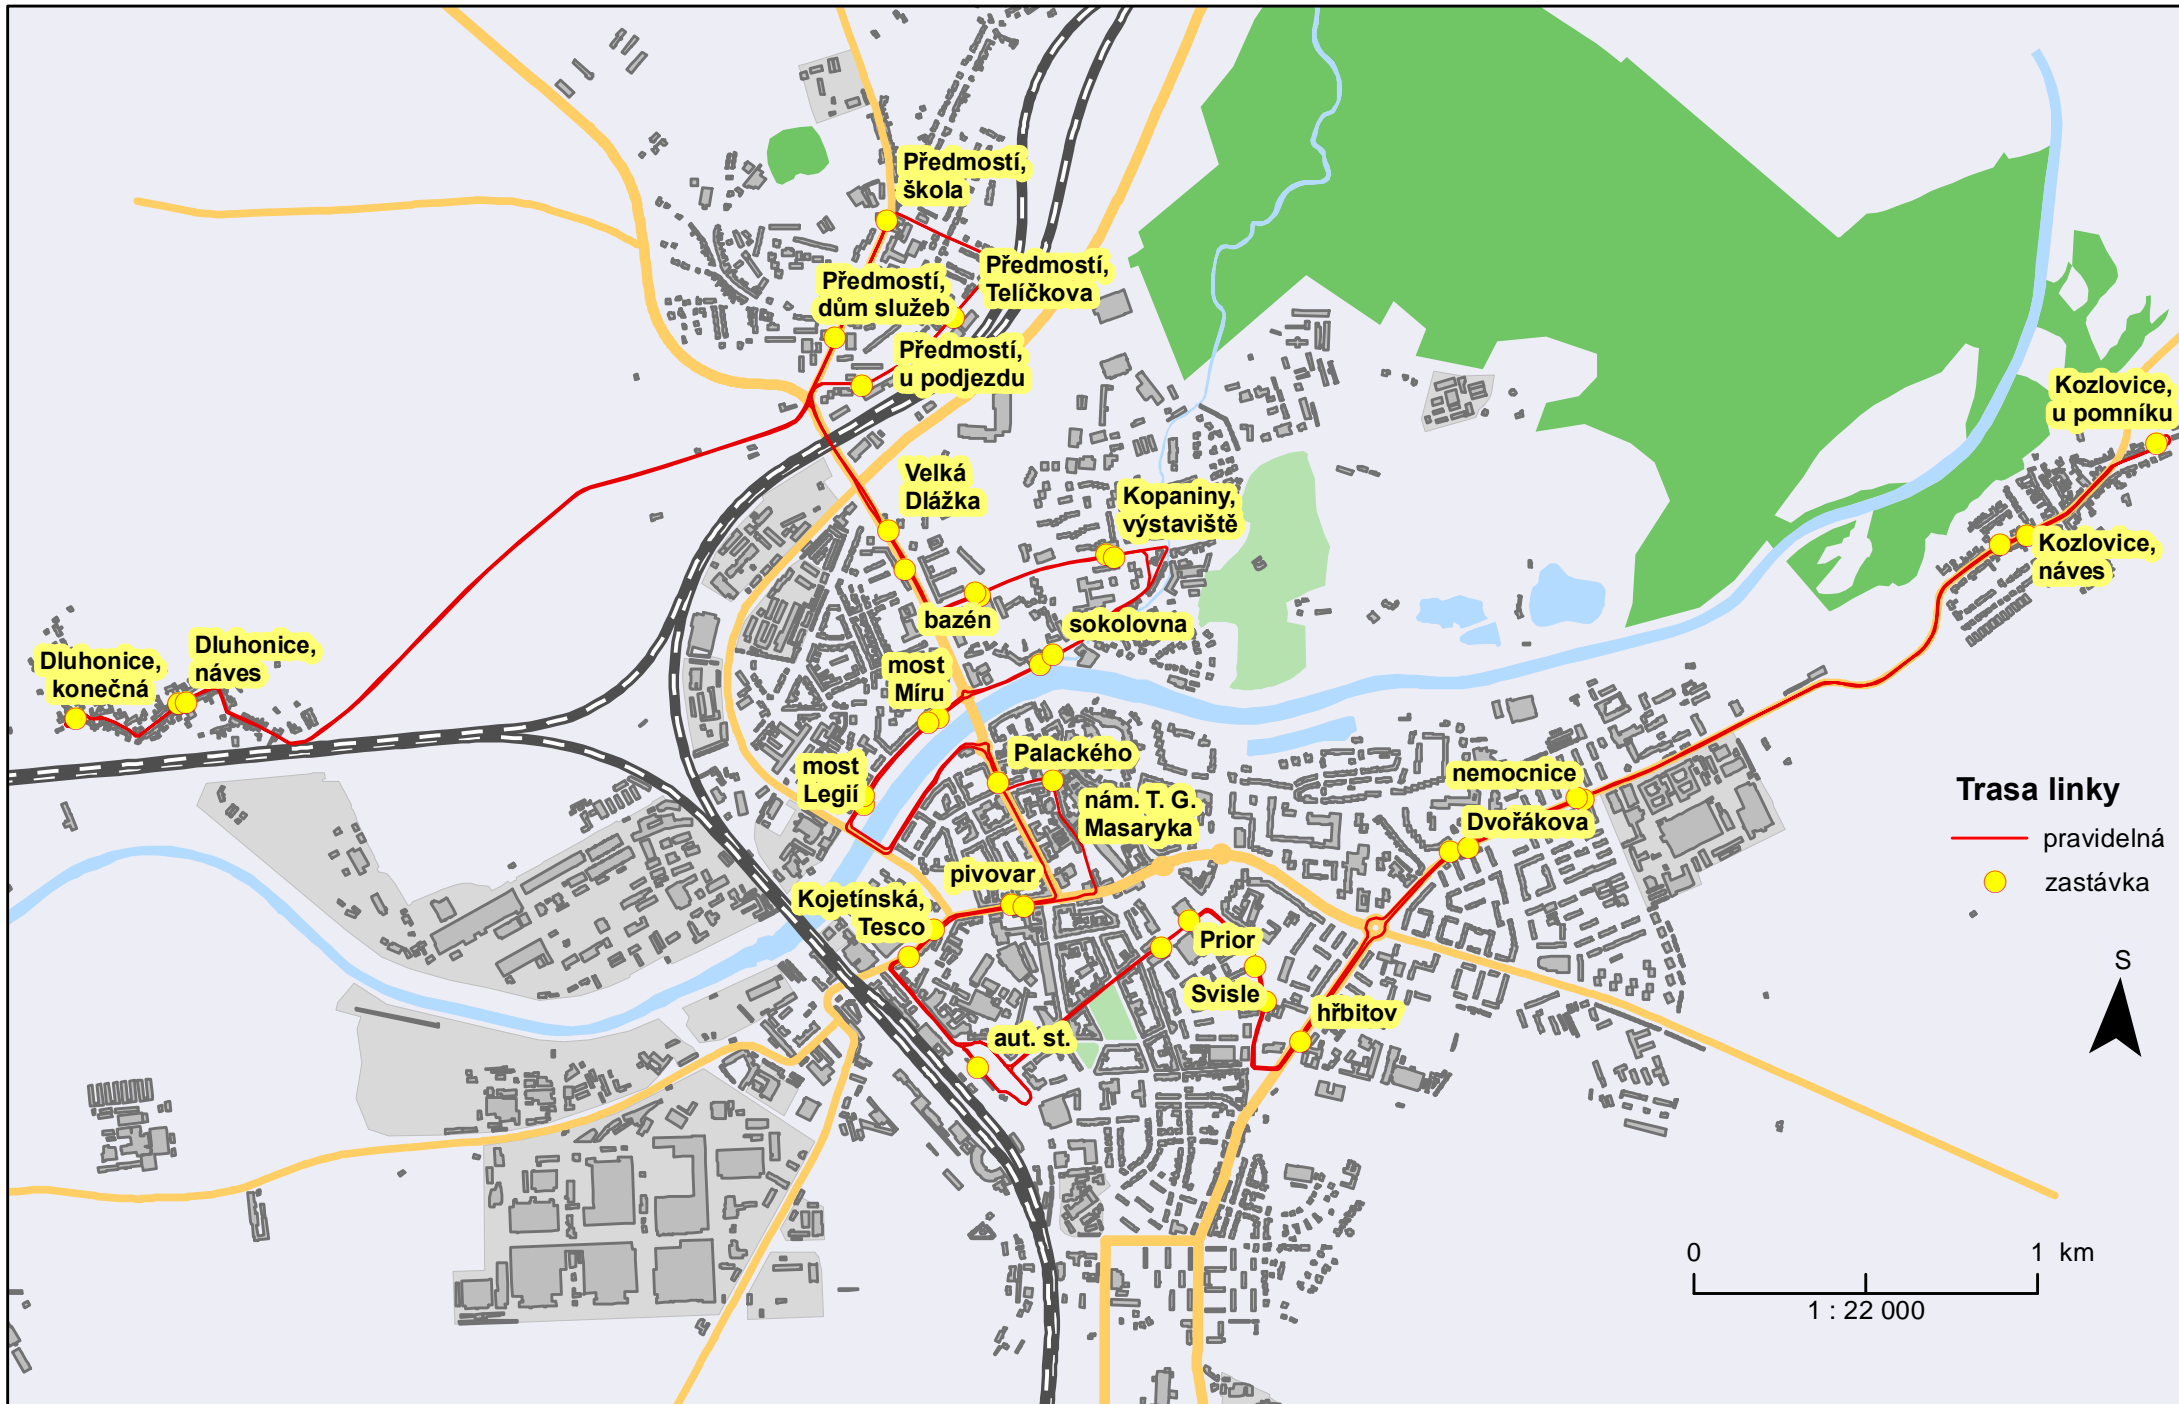 Předmostí,
škola
Předmostí,
Telíčkova
Předmostí,
dům služeb
Předmostí,
u podjezdu
Kozlovice,
u pomníku
Velká
Dlážka
Kopaniny,
výstaviště
Kozlovice,
náves
bazén
sokolovna
Dluhonice,
náves
Dluhonice,
konečná
most
Míru
Palackého
most
Legií
nemocnice
nám. T. G.
Masaryka
Dvořákova
pivovar
Kojetínská,
Tesco
Prior
Svisle
hřbitov
aut. st.
Trasa linky
pravidelná
zastávka
S
0 1 km
1 : 22 000